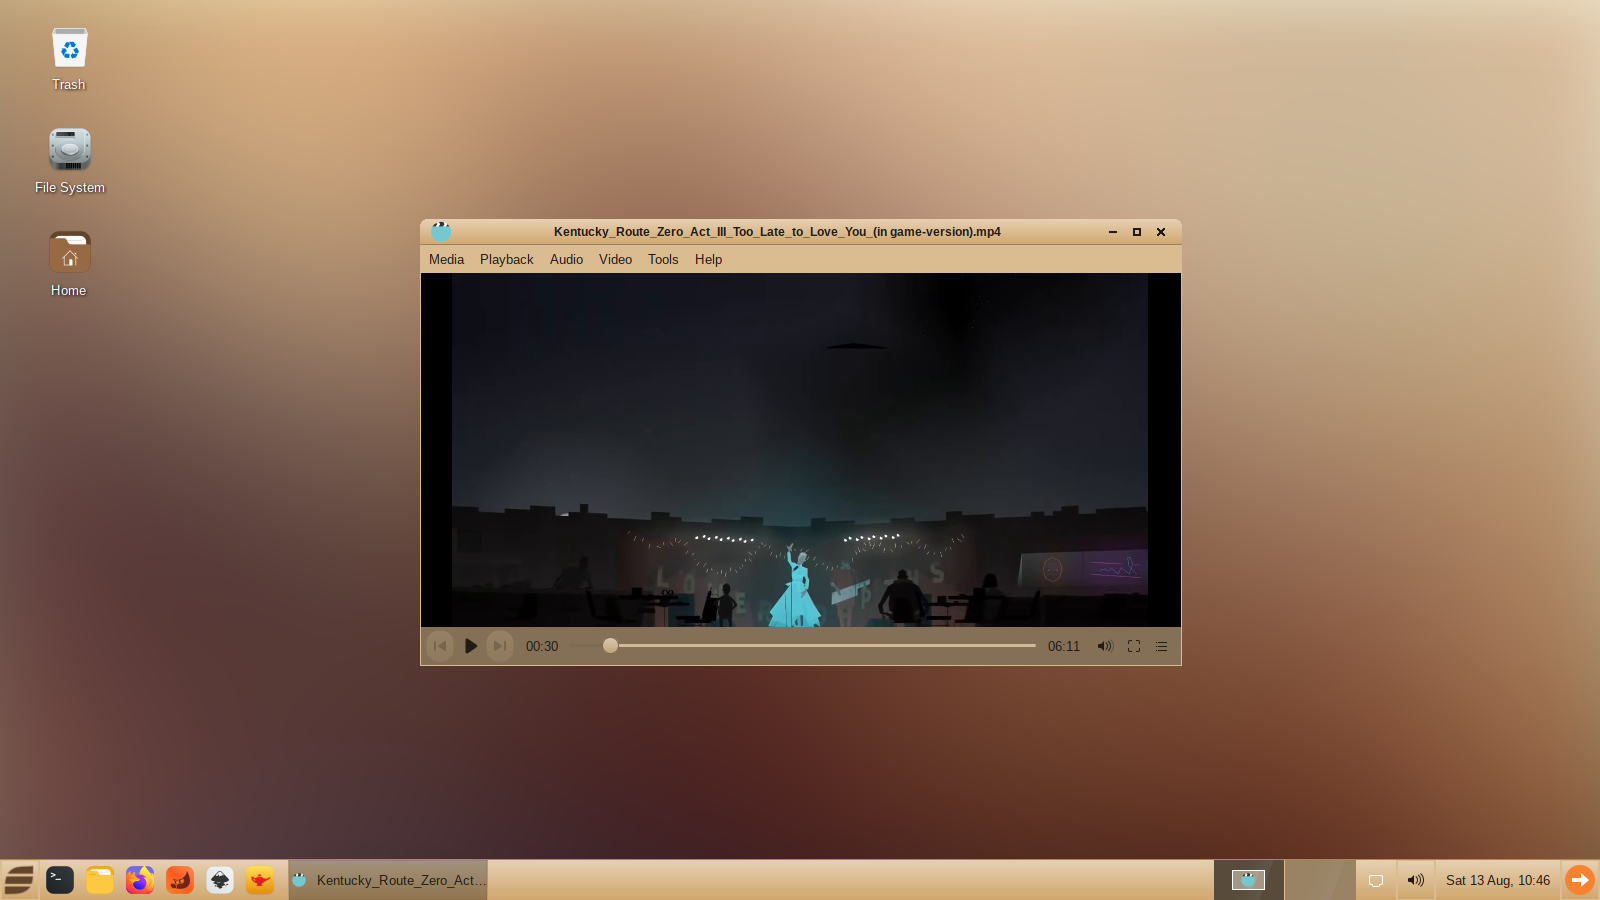 Trash
File System
Home
Kentucky_Route_Zero_Act_III_Too_Late_to_Love_You_(in game-version).mp4
Media Playback Audio Video Tools Help
00:30
06:11
Kentucky_Route_Zero_Act...
Sat 13 Aug, 10:46